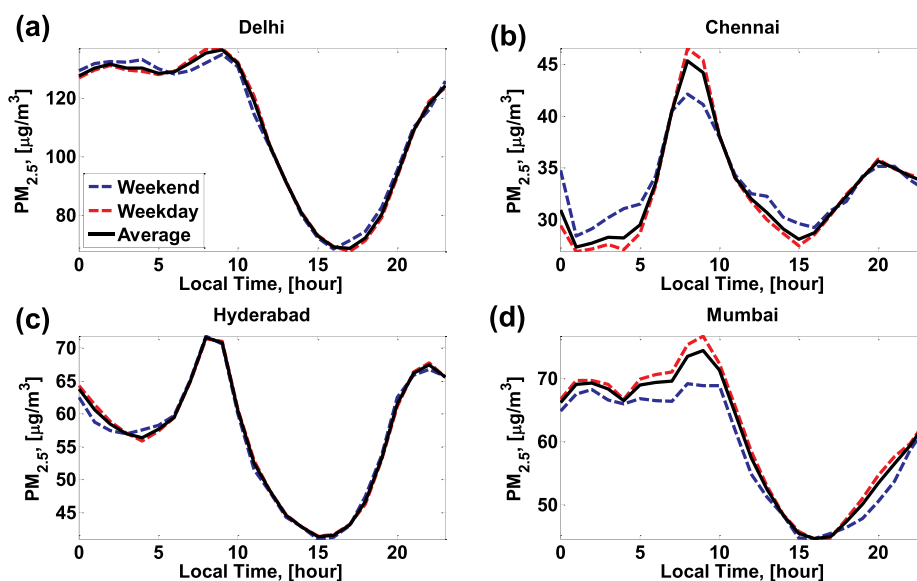 (a)
Delhi
PM2.5, [μg/m3]
120
100
80
Weekend
Weekday
Average
0 5 10 15 20
Local Time, [hour]
(b)
Chennai
PM2.5, [μg/m3]
45
40
35
30
0 5 10 15 20
Local Time, [hour]
(c)
Hyderabad
PM2.5, [μg/m3]
70
65
60
55
50
45
0 5 10 15 20
Local Time, [hour]
(d)
Mumbai
PM2.5, [μg/m3]
70
60
50
0 5 10 15 20
Local Time, [hour]